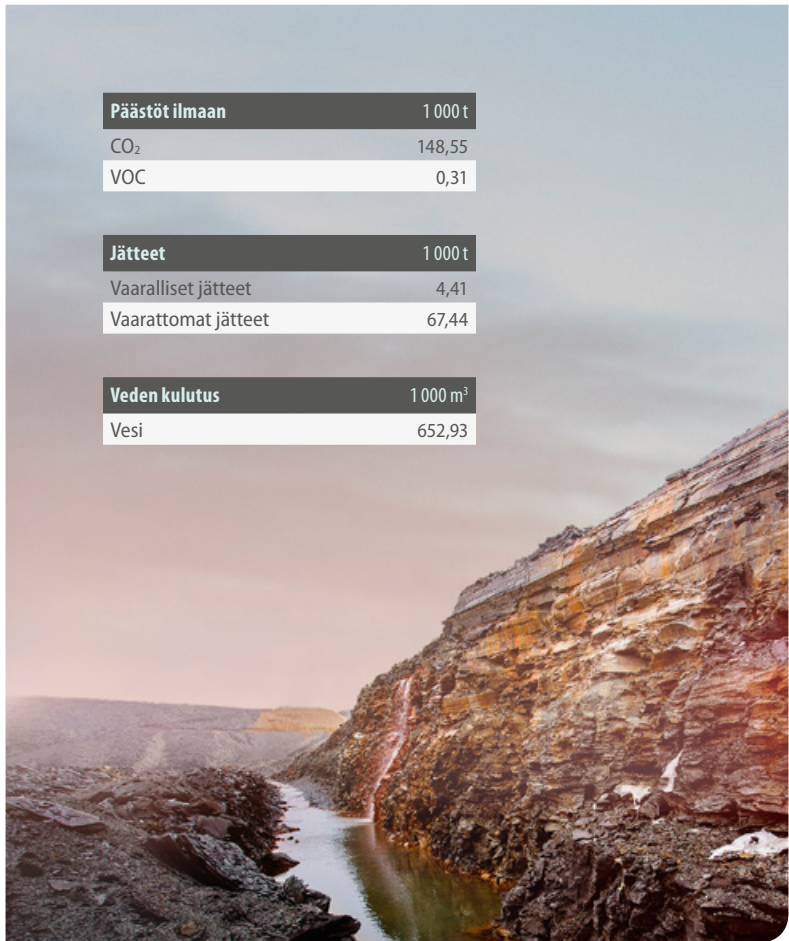 Päästöt ilmaan 1 000 t
CO₂ 148,55
VOC 0,31
Jätteet 1 000 t
Vaaralliset jätteet 4,41
Vaarattomat jätteet 67,44
Veden kulutus 1 000 m³
Vesi 652,93